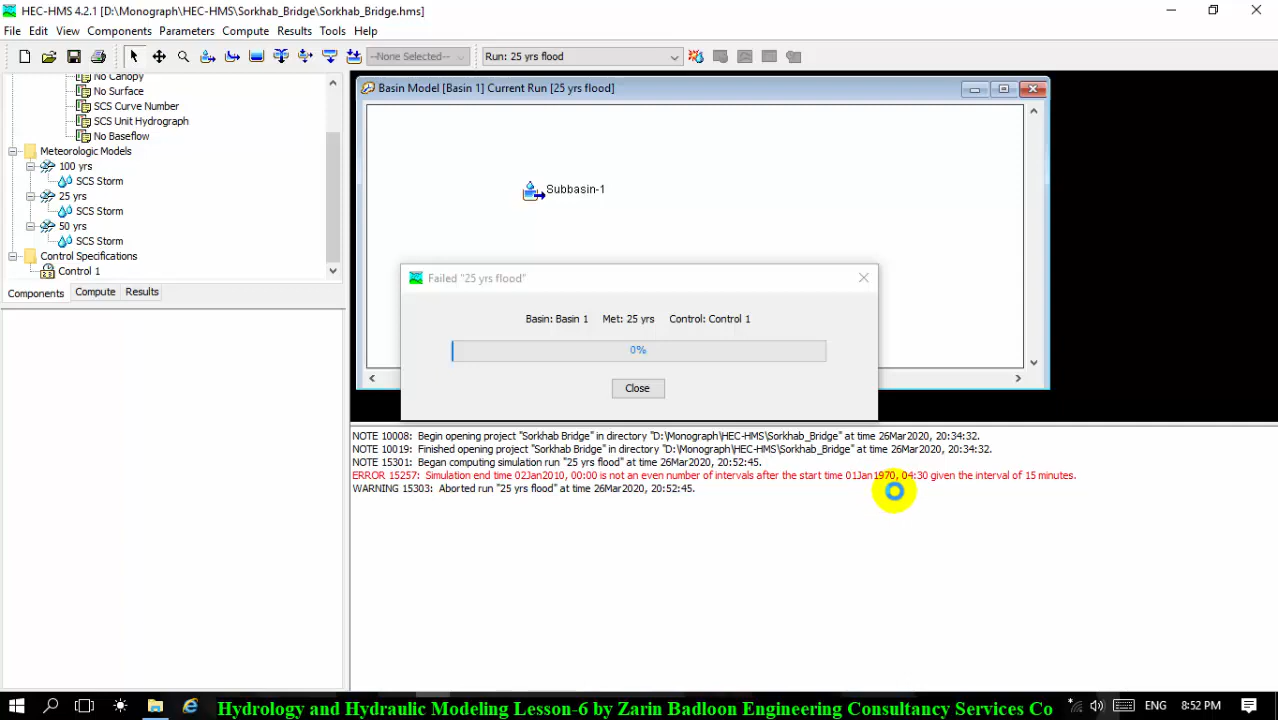 HEC-HMS 4.2.1 [D:\Monograph\HEC-HMS\Sorkhab_Bridge\Sorkhab_Bridge.hms]
File Edit View Components Parameters Compute Results Tools Help
--None Selected-- Run: 25 yrs flood
No Canopy
No Surface
SCS Curve Number
SCS Unit Hydrograph
No Baseflow
Meteorologic Models
100 yrs
SCS Storm
25 yrs
SCS Storm
50 yrs
SCS Storm
Control Specifications
Control 1
Components Compute Results
Basin Model [Basin 1] Current Run [25 yrs flood]
Subbasin-1
Failed "25 yrs flood"
Basin: Basin 1 Met: 25 yrs Control: Control 1
0%
Close
NOTE 10008: Begin opening project "Sorkhab Bridge" in directory "D:\Monograph\HEC-HMS\Sorkhab_Bridge" at time 26Mar2020, 20:34:32.
NOTE 10019: Finished opening project "Sorkhab Bridge" in directory "D:\Monograph\HEC-HMS\Sorkhab_Bridge" at time 26Mar2020, 20:34:32.
NOTE 15301: Began computing simulation run "25 yrs flood" at time 26Mar2020, 20:52:45.
ERROR 15257: Simulation end time 02Jan2010, 00:00 is not an even number of intervals after the start time 01Jan1970, 04:30 given the interval of 15 minutes.
WARNING 15303: Aborted run "25 yrs flood" at time 26Mar2020, 20:52:45.
Hydrology and Hydraulic Modeling Lesson-6 by Zarin Badloon Engineering Consultancy Services Co
ENG 8:52 PM